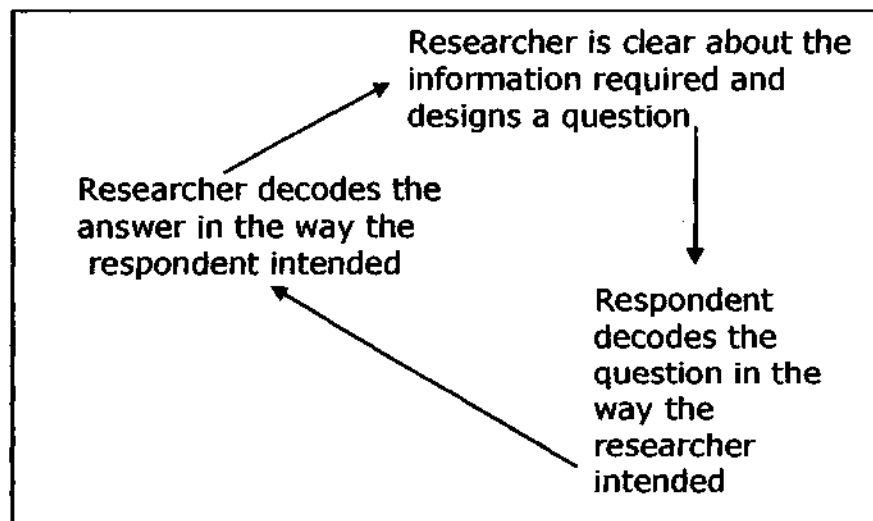 Researcher is clear about the
information required and
designs a question
Researcher decodes the
answer in the way the
respondent intended
Respondent
decodes the
question in the
way the
researcher
intended